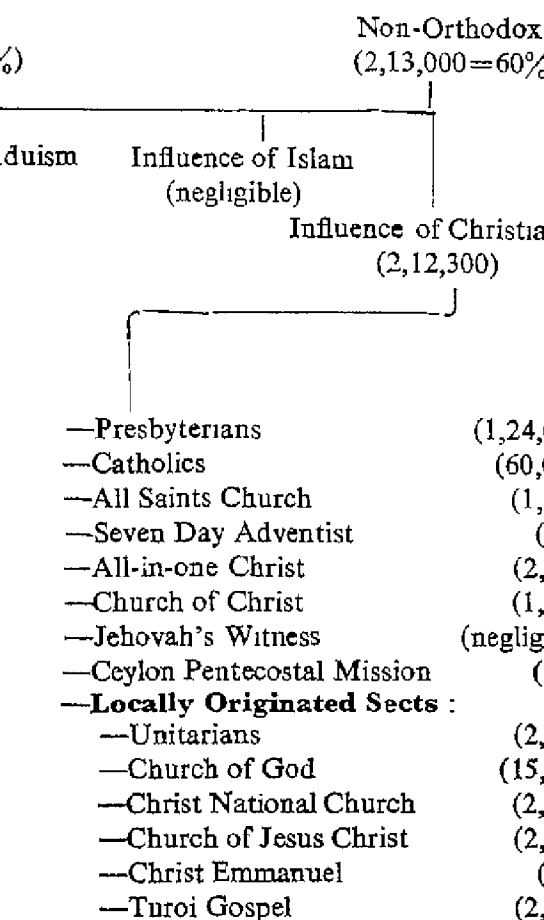 Non-Orthodox
%) (2,13,000=60%
duism Influence of Islam
(negligible)
Influence of Christia
(2,12,300)
—Presbyterians (1,24,
—Catholics (60,
—All Saints Church (1,
—Seven Day Adventist (
—All-in-one Christ (2,
—Church of Christ (1,
—Jehovah's Witness (neglig
—Ceylon Pentecostal Mission (
—Locally Originated Sects :
—Unitarians (2,
—Church of God (15,
—Christ National Church (2,
—Church of Jesus Christ (2,
—Christ Emmanuel (
—Turoi Gospel (2,